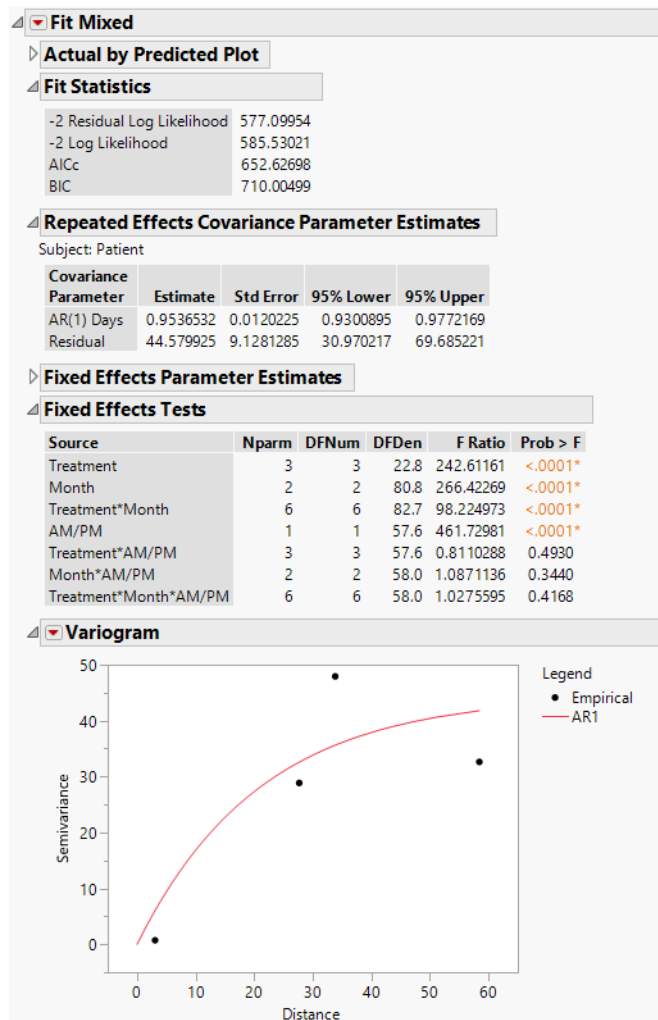 Fit Mixed
Actual by Predicted Plot
Fit Statistics
-2 Residual Log Likelihood 577.09954
-2 Log Likelihood 585.53021
AICc 652.62698
BIC 710.00499
Repeated Effects Covariance Parameter Estimates
Subject: Patient
Covariance
Parameter Estimate Std Error 95% Lower 95% Upper
AR(1) Days 0.9536532 0.0120225 0.9300895 0.9772169
Residual 44.579925 9.1281285 30.970217 69.685221
Fixed Effects Parameter Estimates
Fixed Effects Tests
Source Nparm DFNum DFDen F Ratio Prob > F
Treatment 3 3 22.8 242.61161 <.0001*
Month 2 2 80.8 266.42269 <.0001*
Treatment*Month 6 6 82.7 98.224973 <.0001*
AM/PM 1 1 57.6 461.72981 <.0001*
Treatment*AM/PM 3 3 57.6 0.8110288 0.4930
Month*AM/PM 2 2 58.0 1.0871136 0.3440
Treatment*Month*AM/PM 6 6 58.0 1.0275595 0.4168
Variogram
50
40
30
20
10
0
Semivariance
0 10 20 30 40 50 60
Distance
Legend
Empirical
AR1